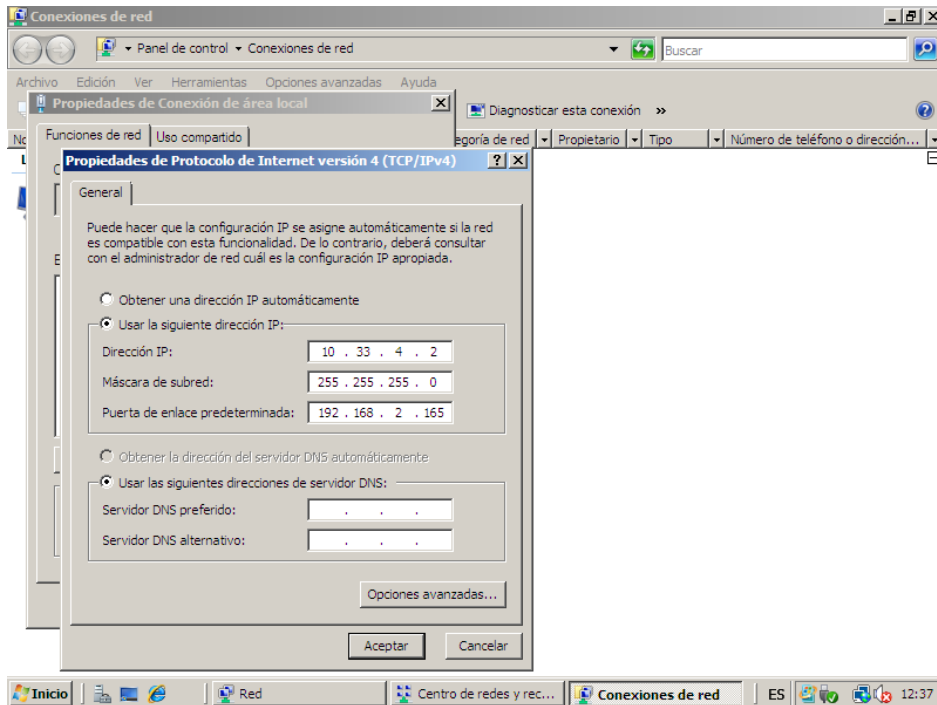 Conexiones de red
Panel de control Conexiones de red
Buscar
Archivo Edición Ver Herramientas Opciones avanzadas Ayuda
Propiedades de Conexión de área local
Diagnosticar esta conexión »
Funciones de red Uso compartido
egoría de red Propietario Tipo Número de teléfono o dirección...
Propiedades de Protocolo de Internet versión 4 (TCP/IPv4)
General
Puede hacer que la configuración IP se asigne automáticamente si la red
es compatible con esta funcionalidad. De lo contrario, deberá consultar
con el administrador de red cuál es la configuración IP apropiada.
Obtener una dirección IP automáticamente
Usar la siguiente dirección IP:
Dirección IP: 10 . 33 . 4 . 2
Máscara de subred: 255 . 255 . 255 . 0
Puerta de enlace predeterminada: 192 . 168 . 2 . 165
Obtener la dirección del servidor DNS automáticamente
Usar las siguientes direcciones de servidor DNS:
Servidor DNS preferido: . . .
Servidor DNS alternativo: . . .
Opciones avanzadas...
Aceptar Cancelar
Inicio Red Centro de redes y rec... Conexiones de red ES 12:37